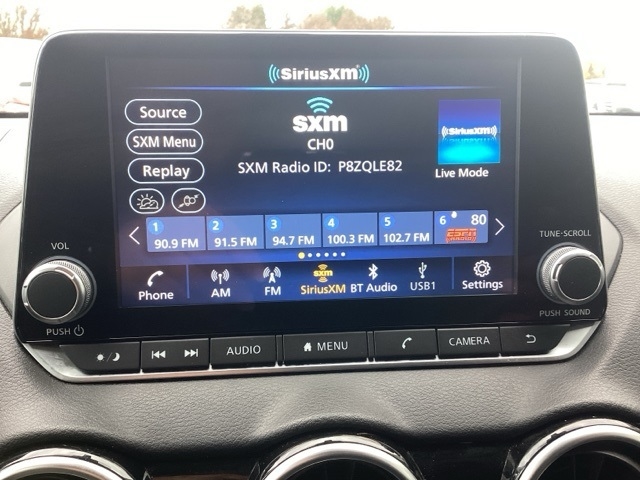 SiriusXM
Source
SXM Menu
Replay
sxm
CH0
SXM Radio ID: P8ZQLE82
SiriusXM
Live Mode
1 2 3 4 5 6 80
90.9 FM 91.5 FM 94.7 FM 100.3 FM 102.7 FM ESPN RADIO
Phone AM FM sxm SiriusXM BT Audio USB1 Settings
VOL
PUSH
TUNE·SCROLL
PUSH SOUND
AUDIO MENU CAMERA